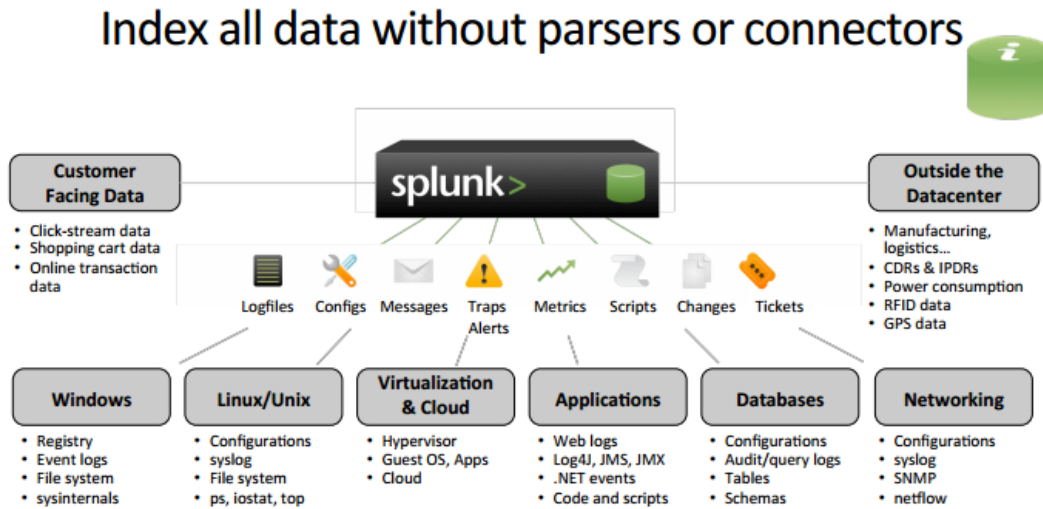 Index all data without parsers or connectors
i
splunk>
Customer
Facing Data
• Click-stream data
• Shopping cart data
• Online transaction
data
Outside the
Datacenter
• Manufacturing,
logistics...
• CDRs & IPDRs
• Power consumption
• RFID data
• GPS data
Logfiles
Configs
Messages
Traps
Alerts
Metrics
Scripts
Changes
Tickets
Windows
• Registry
• Event logs
• File system
• sysinternals
Linux/Unix
• Configurations
• syslog
• File system
• ps, iostat, top
Virtualization
& Cloud
• Hypervisor
• Guest OS, Apps
• Cloud
Applications
• Web logs
• Log4J, JMS, JMX
• .NET events
• Code and scripts
Databases
• Configurations
• Audit/query logs
• Tables
• Schemas
Networking
• Configurations
• syslog
• SNMP
• netflow